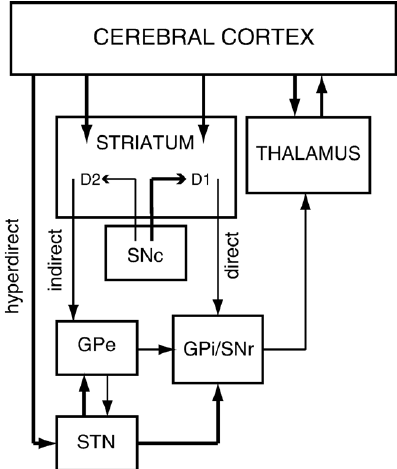 CEREBRAL CORTEX
STRIATUM
THALAMUS
D2
D1
SNc
hyperdirect
indirect
direct
GPe
GPi/SNr
STN